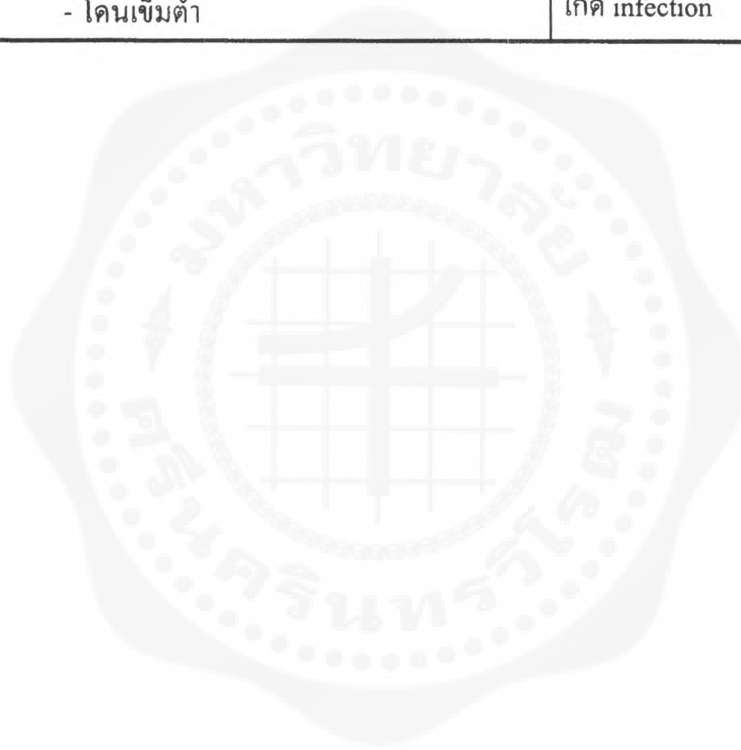 - โดนเข็มตำ เกิด infection
มหาวิทยาลัย
ศรีนครินทรวิโรฒ